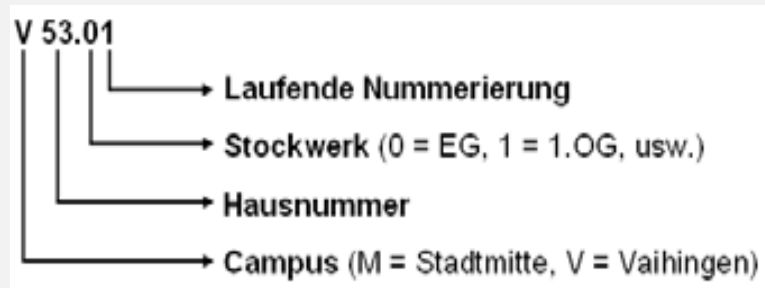 V 53.01
Laufende Nummerierung
Stockwerk (0 = EG, 1 = 1.OG, usw.)
Hausnummer
Campus (M = Stadtmitte, V = Vaihingen)